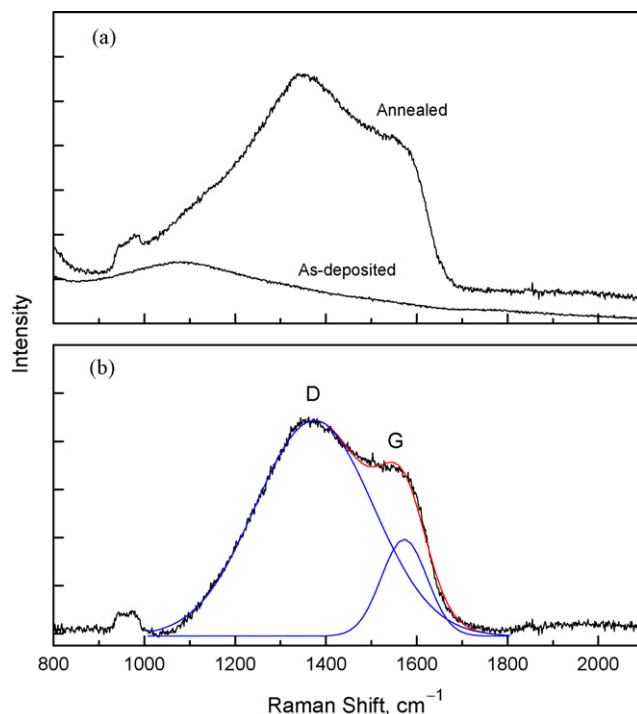 (a)
Annealed
As-deposited
Intensity
(b)
D
G
800 1000 1200 1400 1600 1800 2000
Raman Shift, cm⁻¹